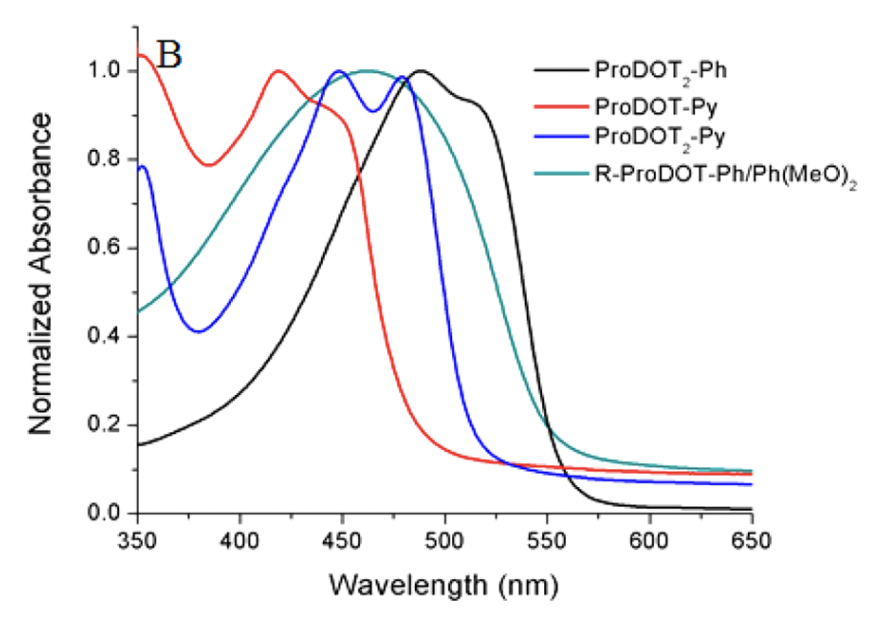 B
ProDOT₂-Ph
ProDOT-Py
ProDOT₂-Py
R-ProDOT-Ph/Ph(MeO)₂
Normalized Absorbance
1.0
0.8
0.6
0.4
0.2
0.0
350 400 450 500 550 600 650
Wavelength (nm)